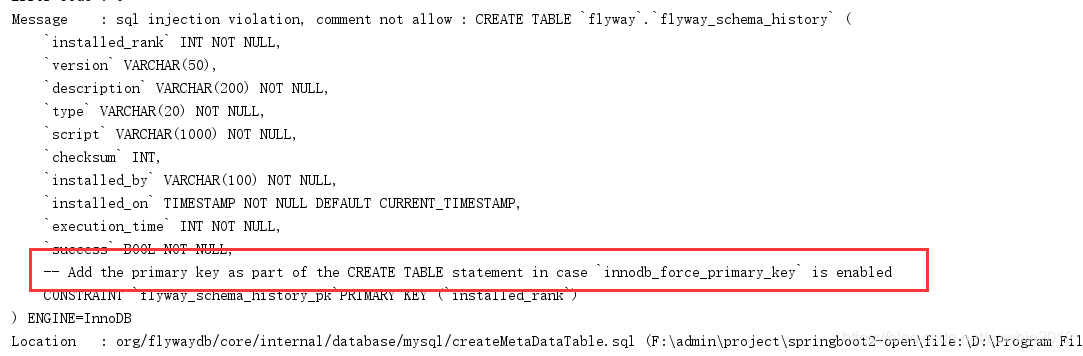 Message : sql injection violation, comment not allow : CREATE TABLE `flyway`.`flyway_schema_history` (
`installed_rank` INT NOT NULL,
`version` VARCHAR(50),
`description` VARCHAR(200) NOT NULL,
`type` VARCHAR(20) NOT NULL,
`script` VARCHAR(1000) NOT NULL,
`checksum` INT,
`installed_by` VARCHAR(100) NOT NULL,
`installed_on` TIMESTAMP NOT NULL DEFAULT CURRENT_TIMESTAMP,
`execution_time` INT NOT NULL,
`success` BOOL NOT NULL,
-- Add the primary key as part of the CREATE TABLE statement in case `innodb_force_primary_key` is enabled
CONSTRAINT `flyway_schema_history_pk`PRIMARY KEY (`installed_rank`)
) ENGINE=InnoDB
Location : org/flywaydb/core/internal/database/mysql/createMetaDataTable.sql (F:\admin\project\springboot2-open\file:\D:\Program Fil